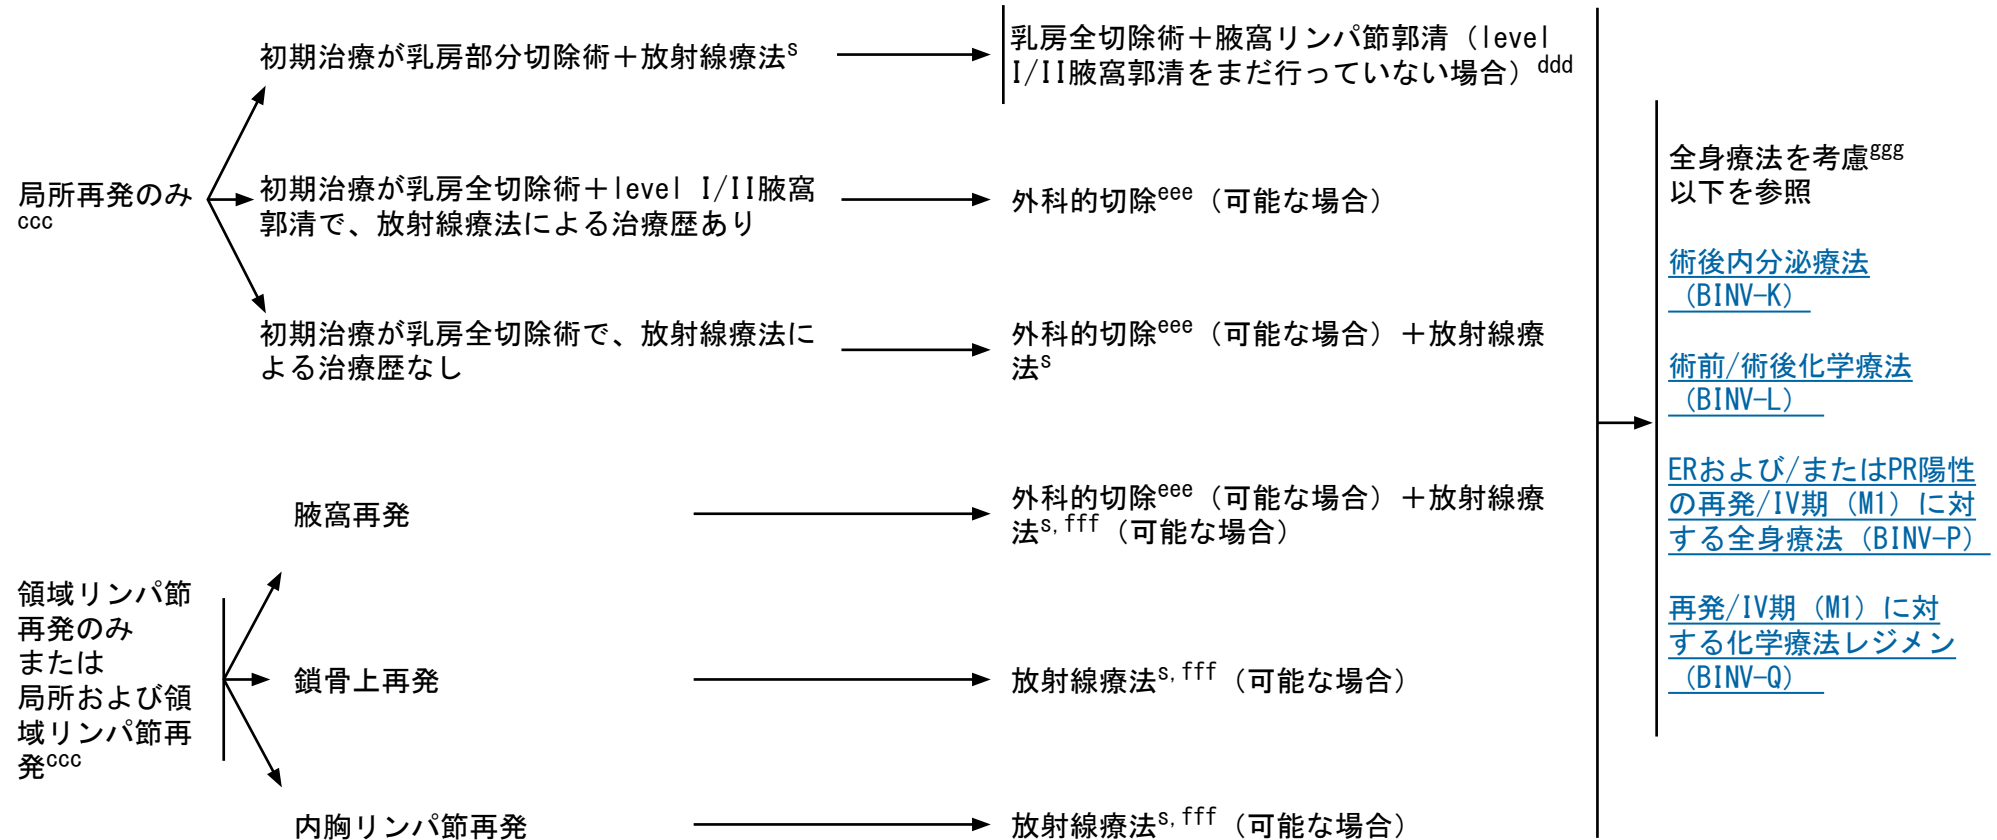 初期治療が乳房部分切除術＋放射線療法s
乳房全切除術＋腋窩リンパ節郭清（level
I/II腋窩郭清をまだ行っていない場合）ddd
局所再発のみ
ccc
初期治療が乳房全切除術＋level I/II腋窩
郭清で、放射線療法による治療歴あり
外科的切除eee（可能な場合）
初期治療が乳房全切除術で、放射線療法に
よる治療歴なし
外科的切除eee（可能な場合）＋放射線療
法s
領域リンパ節
再発のみ
または
局所および領
域リンパ節再
発ccc
腋窩再発
外科的切除eee（可能な場合）＋放射線療
法s, fff（可能な場合）
鎖骨上再発
放射線療法s, fff（可能な場合）
内胸リンパ節再発
放射線療法s, fff（可能な場合）
全身療法を考慮ggg
以下を参照
術後内分泌療法
（BINV-K）
術前/術後化学療法
（BINV-L）
ERおよび/またはPR陽性
の再発/IV期（M1）に対
する全身療法（BINV-P）
再発/IV期（M1）に対
する化学療法レジメン
（BINV-Q）